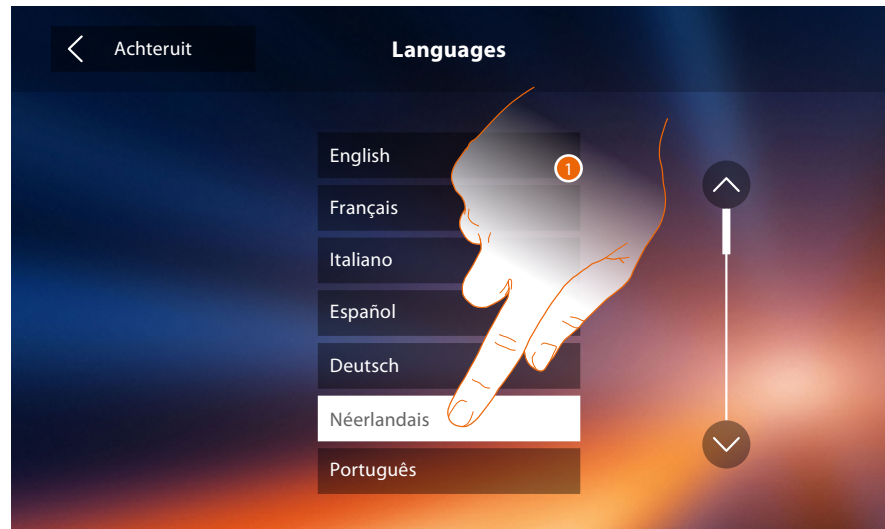 Achteruit
Languages
English
1
Français
Italiano
Español
Deutsch
Néerlandais
Português